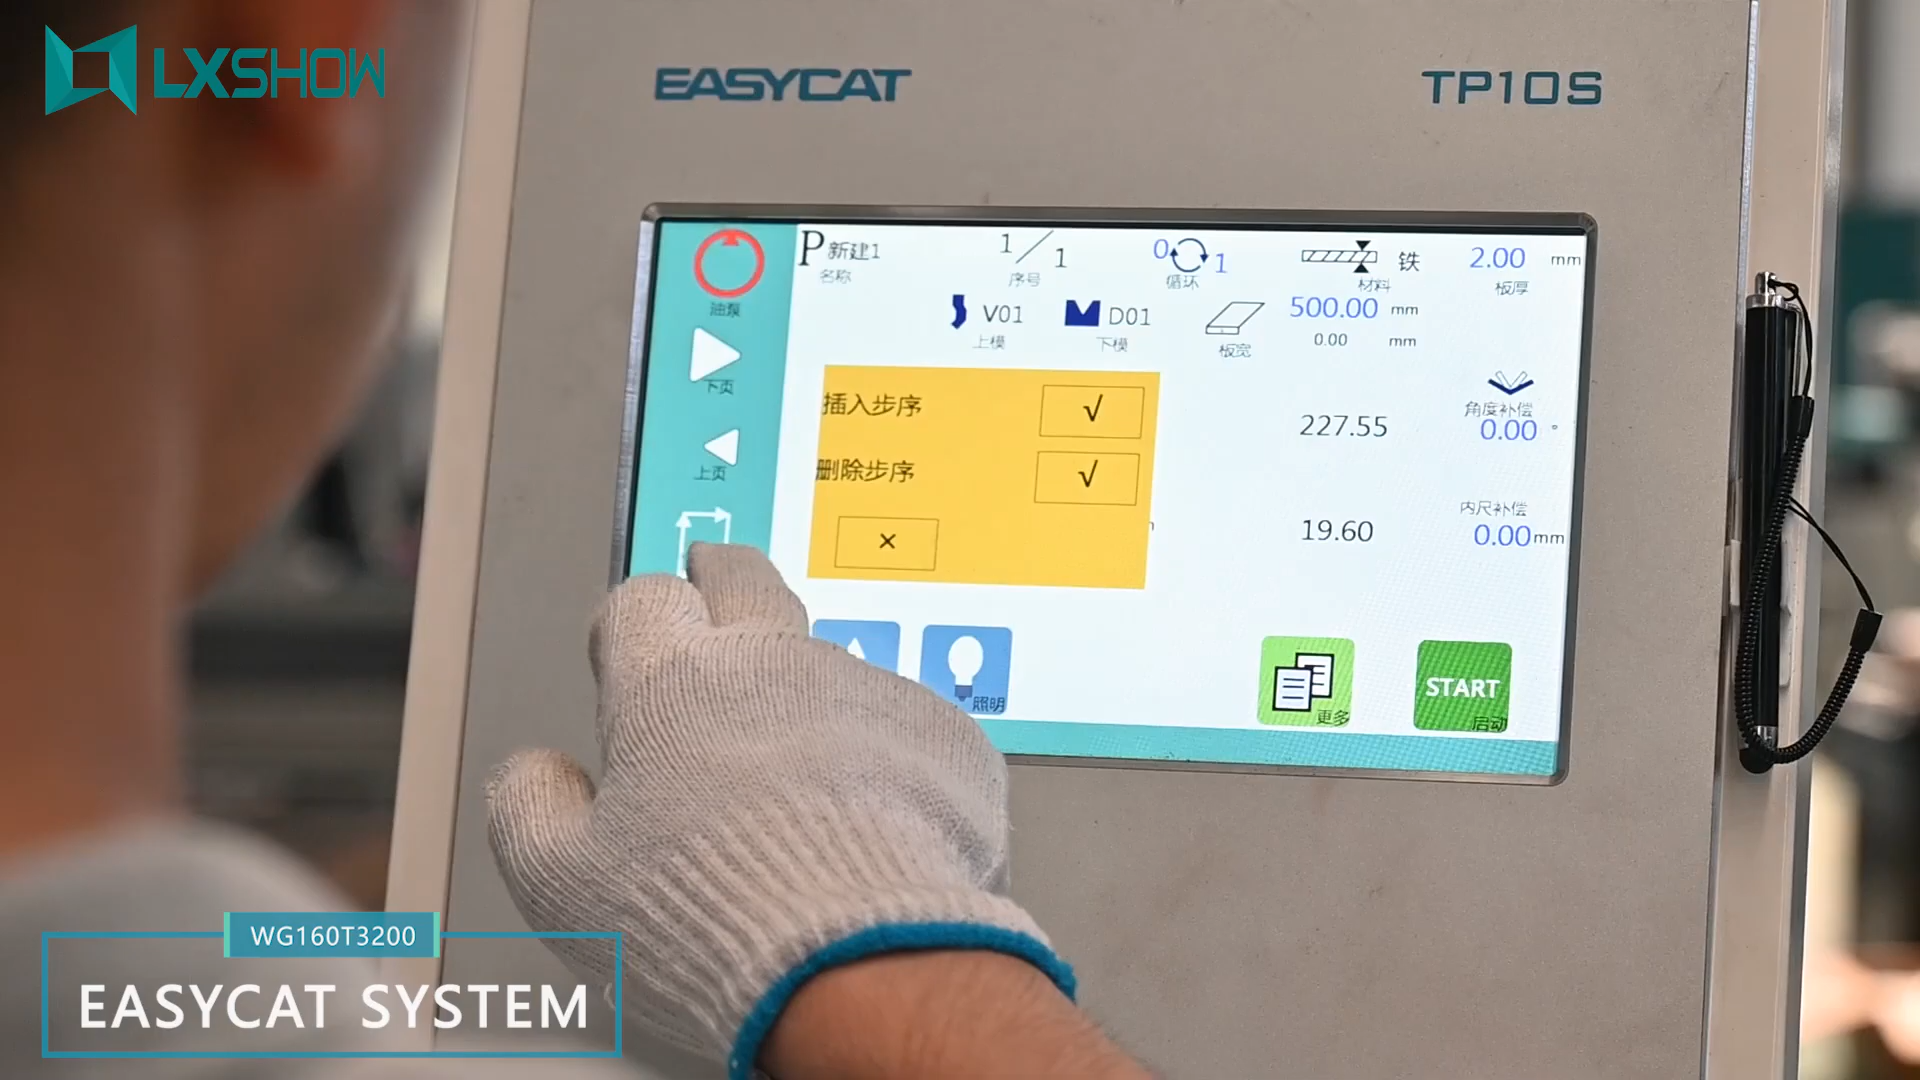 LXSHOW
EASYCAT
TP10S
油泵
下页
上页
P 新建1
名称
1/1
序号
0 1
循环
铁
材料
2.00 mm
板厚
V01
上模
D01
下模
板宽
500.00 mm
0.00 mm
插入步序 √
删除步序 √
×
227.55
角度补偿
0.00 °
19.60
内尺补偿
0.00mm
照明
更多
START
启动
WG160T3200
EASYCAT SYSTEM